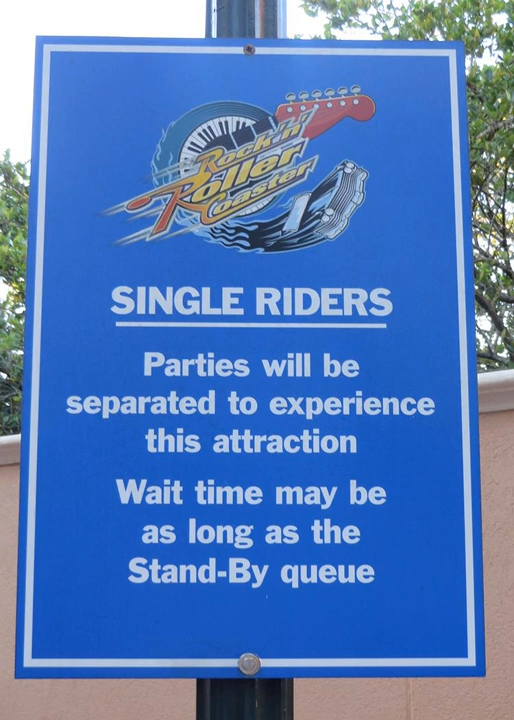 Rock 'n'
Roller
Coaster
SINGLE RIDERS
Parties will be
separated to experience
this attraction
Wait time may be
as long as the
Stand-By queue